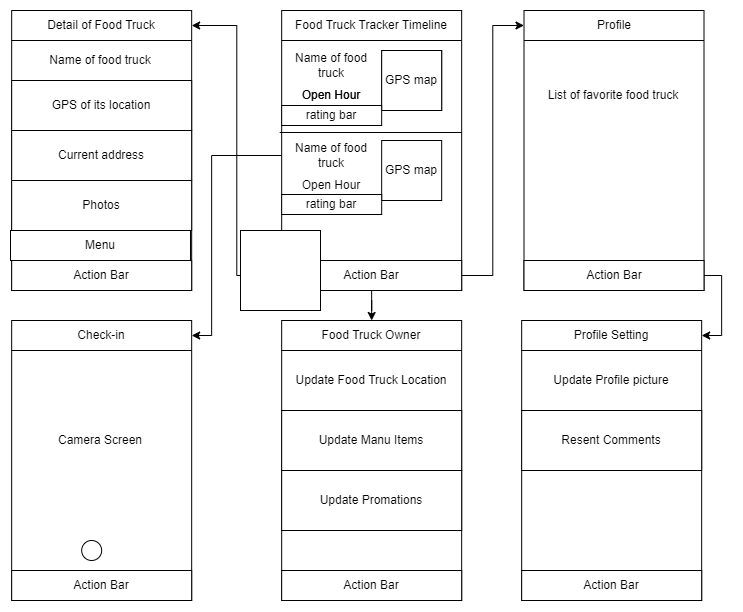 Detail of Food Truck
Name of food truck
GPS of its location
Current address
Photos
Menu
Action Bar
Food Truck Tracker Timeline
Name of food
truck
Open Hour
rating bar
GPS map
Name of food
truck
Open Hour
rating bar
GPS map
Action Bar
Profile
List of favorite food truck
Action Bar
Check-in
Camera Screen
Action Bar
Food Truck Owner
Update Food Truck Location
Update Manu Items
Update Promations
Action Bar
Profile Setting
Update Profile picture
Resent Comments
Action Bar